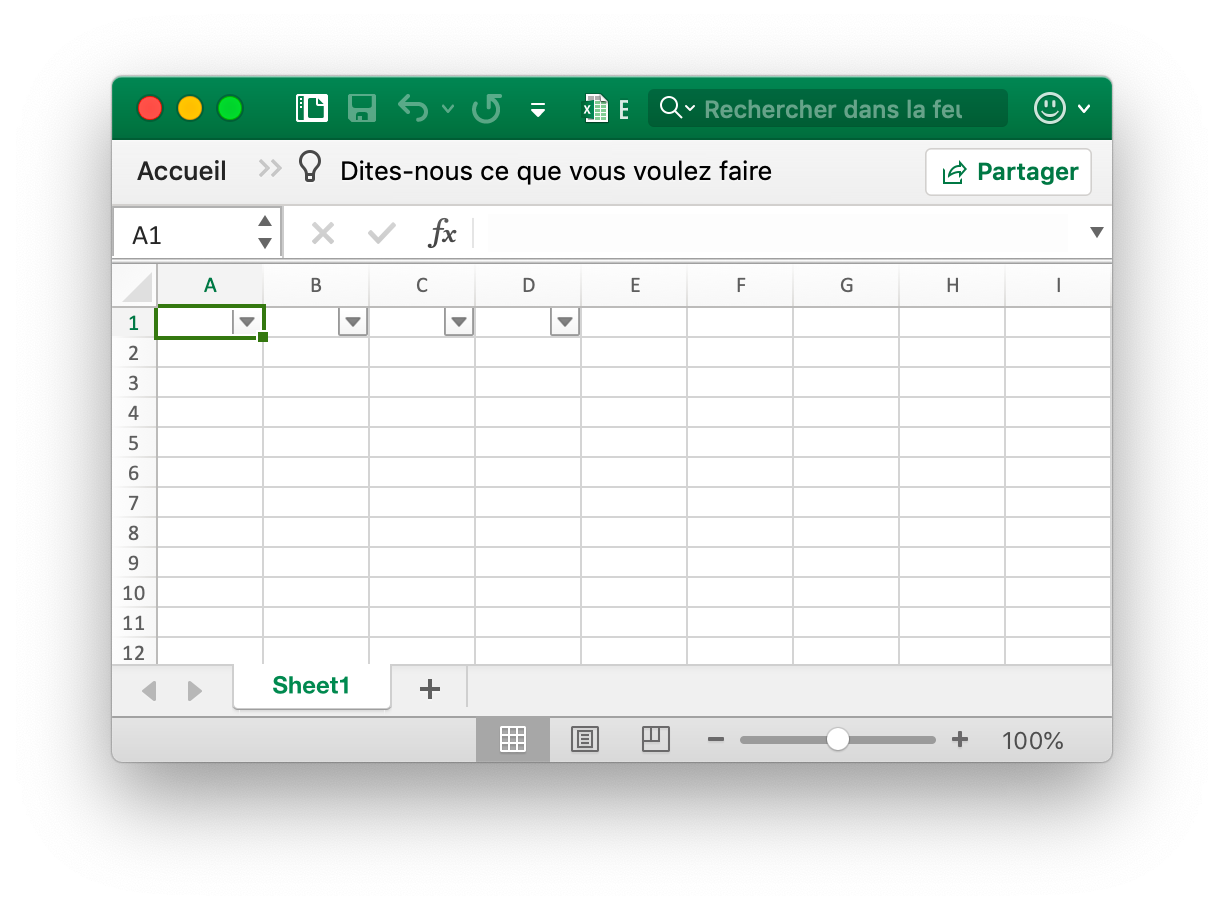 E
Rechercher dans la feu
Accueil
Dites-nous ce que vous voulez faire
Partager
A1
fx
A B C D E F G H I
1
2
3
4
5
6
7
8
9
10
11
12
Sheet1
100%